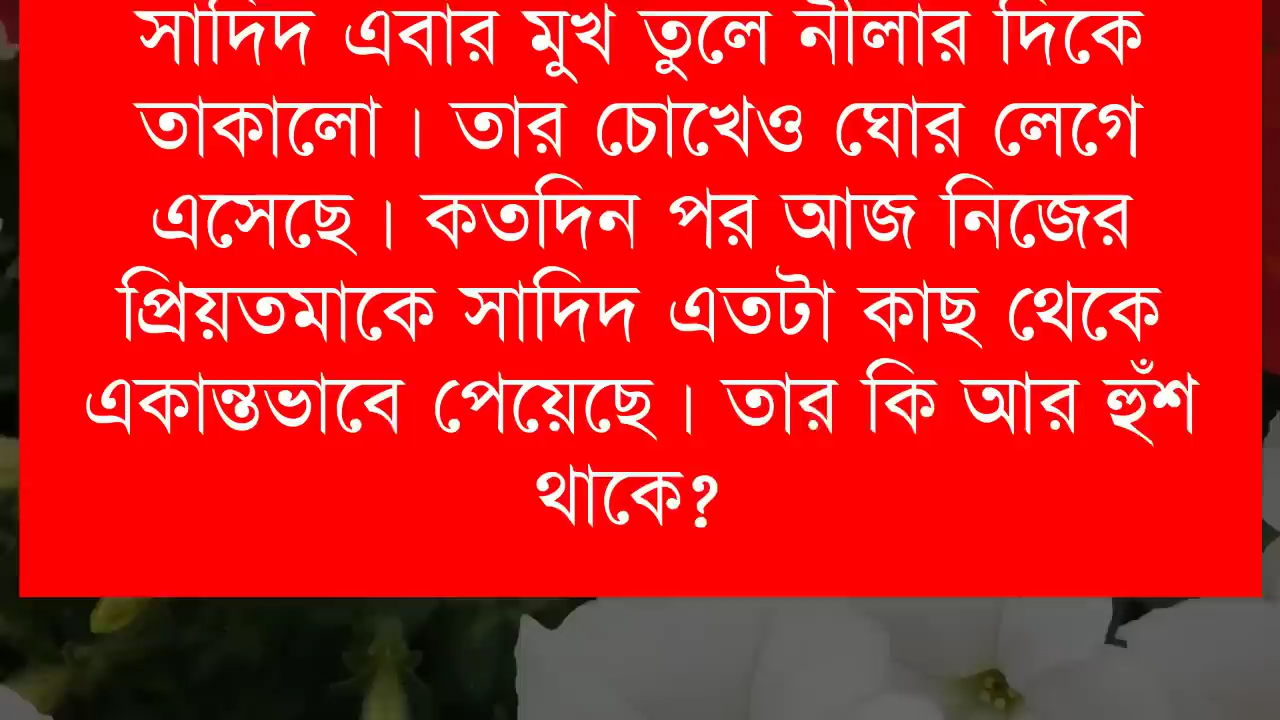 সাদিদ এবার মুখ তুলে নীলার দিকে
তাকালো। তার চোখেও ঘোর লেগে
এসেছে। কতদিন পর আজ নিজের
প্রিয়তমাকে সাদিদ এতটা কাছ থেকে
একান্তভাবে পেয়েছে। তার কি আর হুঁশ
থাকে?